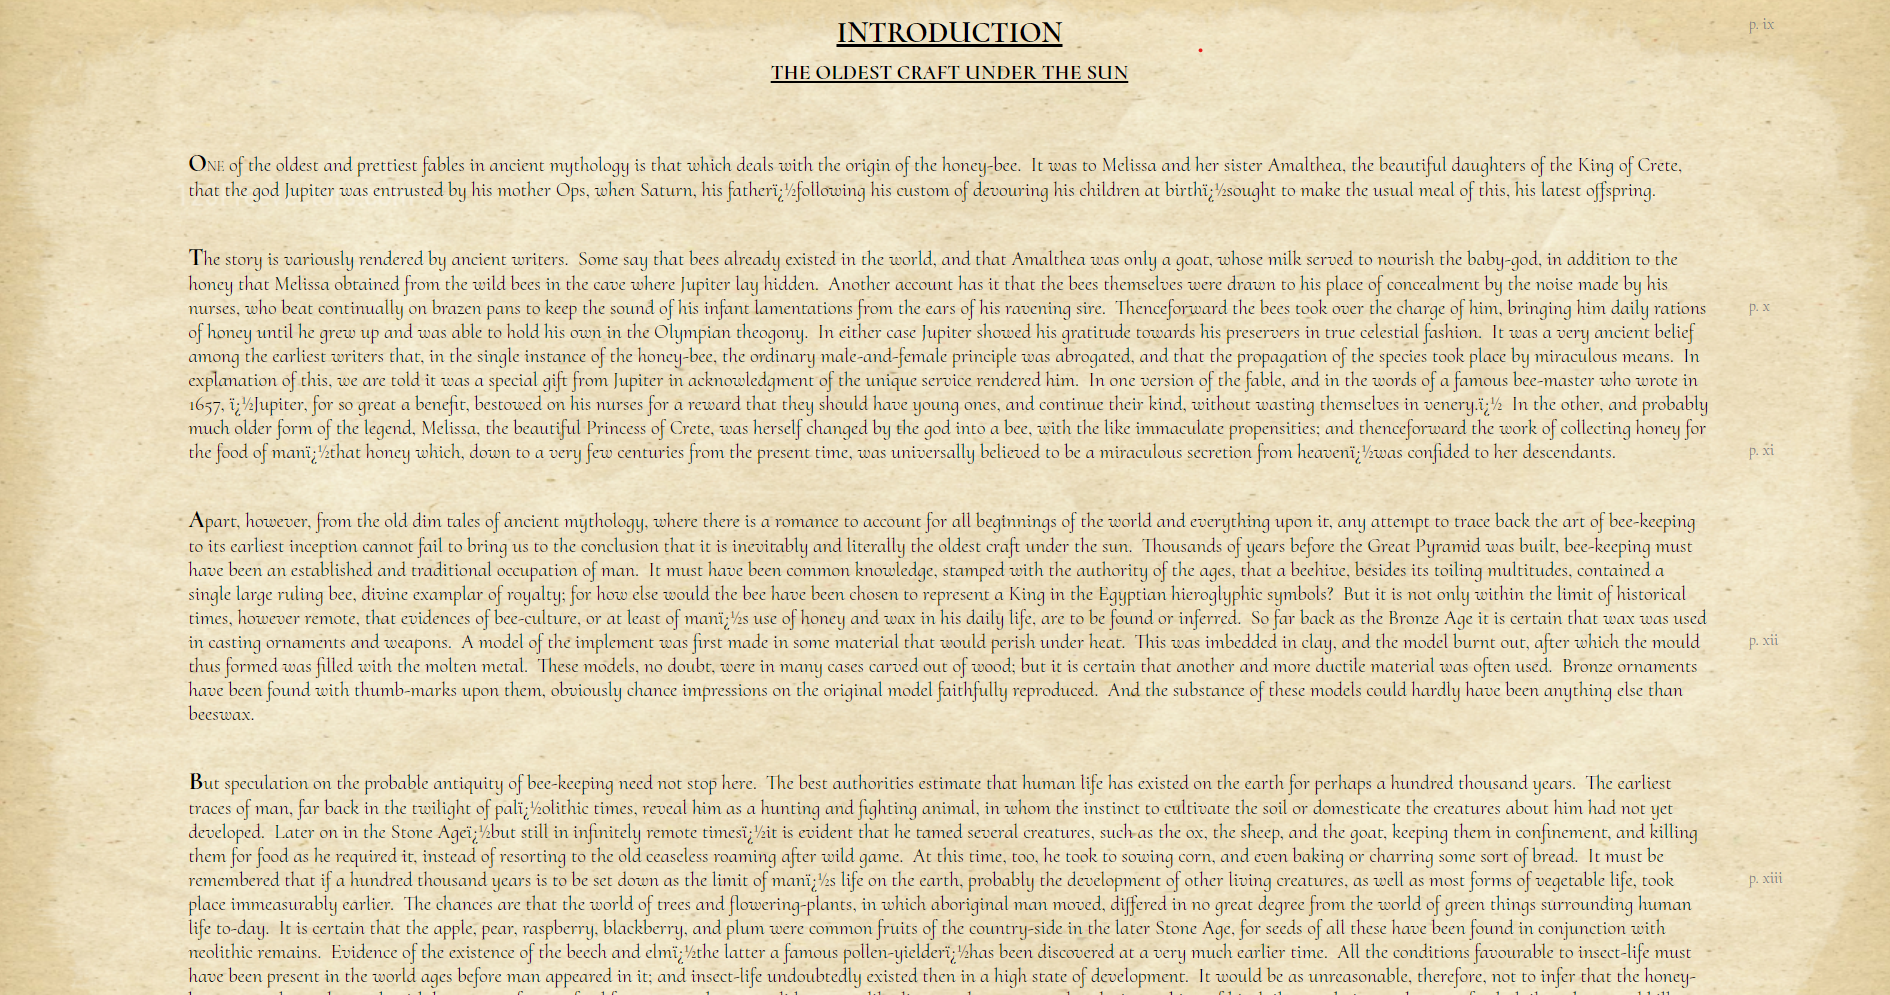 INTRODUCTION
p. ix
THE OLDEST CRAFT UNDER THE SUN
ONE of the oldest and prettiest fables in ancient mythology is that which deals with the origin of the honey-bee. It was to Melissa and her sister Amalthea, the beautiful daughters of the King of Crete,
that the god Jupiter was entrusted by his mother Ops, when Saturn, his fatherï¿½following his custom of devouring his children at birthï¿½sought to make the usual meal of this, his latest offspring.
The story is variously rendered by ancient writers. Some say that bees already existed in the world, and that Amalthea was only a goat, whose milk served to nourish the baby-god, in addition to the
honey that Melissa obtained from the wild bees in the cave where Jupiter lay hidden. Another account has it that the bees themselves were drawn to his place of concealment by the noise made by his
nurses, who beat continually on brazen pans to keep the sound of his infant lamentations from the ears of his ravening sire. Thenceforward the bees took over the charge of him, bringing him daily rations
p. x
of honey until he grew up and was able to hold his own in the Olympian theogony. In either case Jupiter showed his gratitude towards his preservers in true celestial fashion. It was a very ancient belief
among the earliest writers that, in the single instance of the honey-bee, the ordinary male-and-female principle was abrogated, and that the propagation of the species took place by miraculous means. In
explanation of this, we are told it was a special gift from Jupiter in acknowledgment of the unique service rendered him. In one version of the fable, and in the words of a famous bee-master who wrote in
1657, ï¿½Jupiter, for so great a benefit, bestowed on his nurses for a reward that they should have young ones, and continue their kind, without wasting themselves in venery.ï¿½ In the other, and probably
much older form of the legend, Melissa, the beautiful Princess of Crete, was herself changed by the god into a bee, with the like immaculate propensities; and thenceforward the work of collecting honey for
the food of manï¿½that honey which, down to a very few centuries from the present time, was universally believed to be a miraculous secretion from heavenï¿½was confided to her descendants.
p. xi
Apart, however, from the old dim tales of ancient mythology, where there is a romance to account for all beginnings of the world and everything upon it, any attempt to trace back the art of bee-keeping
to its earliest inception cannot fail to bring us to the conclusion that it is inevitably and literally the oldest craft under the sun. Thousands of years before the Great Pyramid was built, bee-keeping must
have been an established and traditional occupation of man. It must have been common knowledge, stamped with the authority of the ages, that a beehive, besides its toiling multitudes, contained a
single large ruling bee, divine examplar of royalty; for how else would the bee have been chosen to represent a King in the Egyptian hieroglyphic symbols? But it is not only within the limit of historical
times, however remote, that evidences of bee-culture, or at least of manï¿½s use of honey and wax in his daily life, are to be found or inferred. So far back as the Bronze Age it is certain that wax was used
in casting ornaments and weapons. A model of the implement was first made in some material that would perish under heat. This was imbedded in clay, and the model burnt out, after which the mould
p. xii
thus formed was filled with the molten metal. These models, no doubt, were in many cases carved out of wood; but it is certain that another and more ductile material was often used. Bronze ornaments
have been found with thumb-marks upon them, obviously chance impressions on the original model faithfully reproduced. And the substance of these models could hardly have been anything else than
beeswax.
But speculation on the probable antiquity of bee-keeping need not stop here. The best authorities estimate that human life has existed on the earth for perhaps a hundred thousand years. The earliest
traces of man, far back in the twilight of palï¿½olithic times, reveal him as a hunting and fighting animal, in whom the instinct to cultivate the soil or domesticate the creatures about him had not yet
developed. Later on in the Stone Ageï¿½but still in infinitely remote timesï¿½it is evident that he tamed several creatures, such as the ox, the sheep, and the goat, keeping them in confinement, and killing
them for food as he required it, instead of resorting to the old ceaseless roaming after wild game. At this time, too, he took to sowing corn, and even baking or charring some sort of bread. It must be
remembered that if a hundred thousand years is to be set down as the limit of manï¿½s life on the earth, probably the development of other living creatures, as well as most forms of vegetable life, took
p. xiii
place immeasurably earlier. The chances are that the world of trees and flowering-plants, in which aboriginal man moved, differed in no great degree from the world of green things surrounding human
life to-day. It is certain that the apple, pear, raspberry, blackberry, and plum were common fruits of the country-side in the later Stone Age, for seeds of all these have been found in conjunction with
neolithic remains. Evidence of the existence of the beech and elmï¿½the latter a famous pollen-yielderï¿½has been discovered at a very much earlier time. All the conditions favourable to insect-life must
have been present in the world ages before man appeared in it; and insect-life undoubtedly existed then in a high state of development. It would be as unreasonable, therefore, not to infer that the honey-